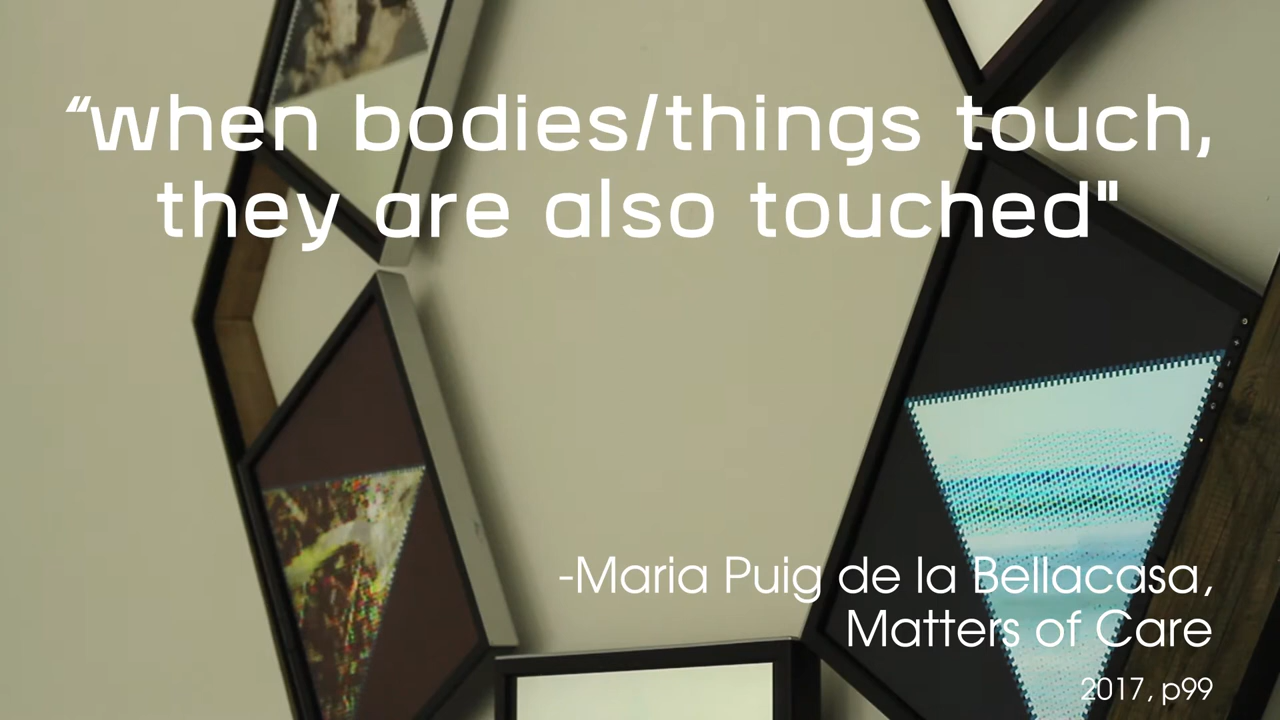 “when bodies/things touch,
they are also touched"
-Maria Puig de la Bellacasa,
Matters of Care
2017, p99